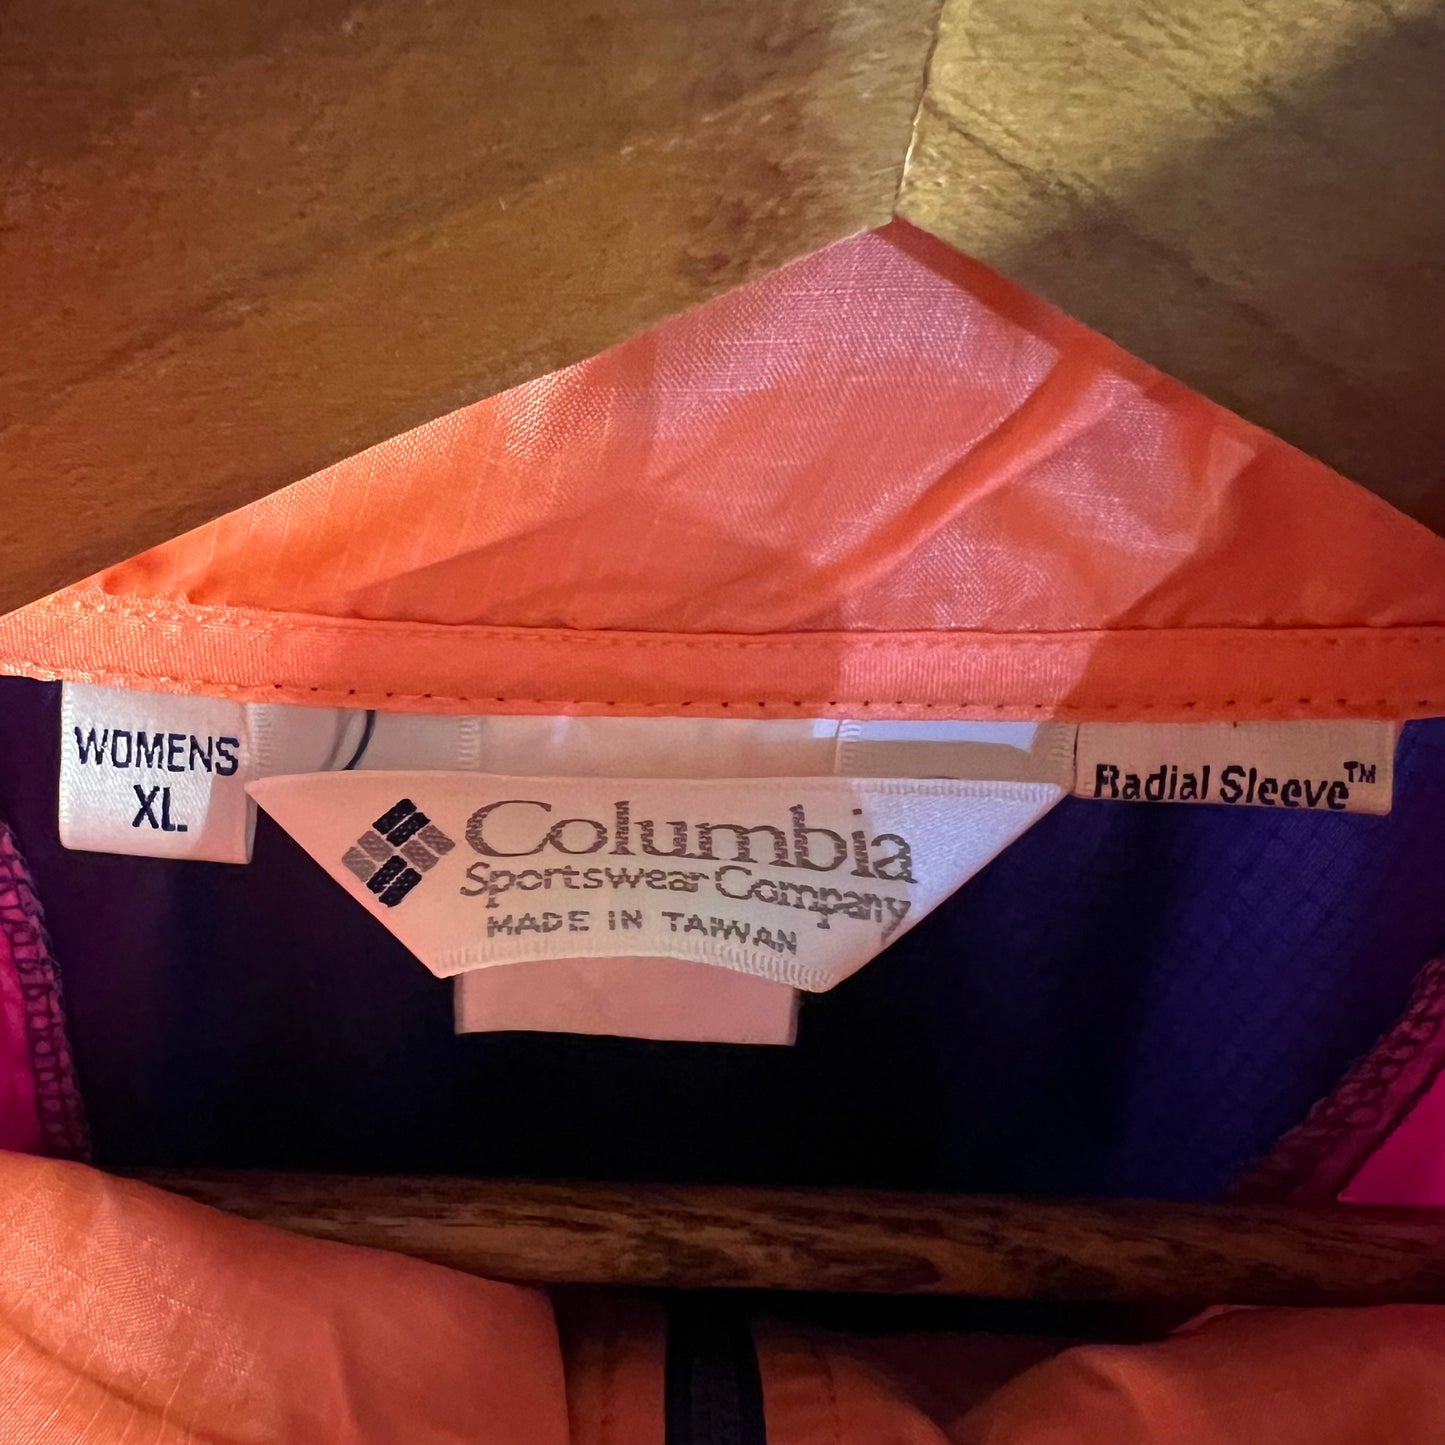 WOMENS
XL
Columbia
Sportswear Company
MADE IN TAIWAN
Radial Sleeve™